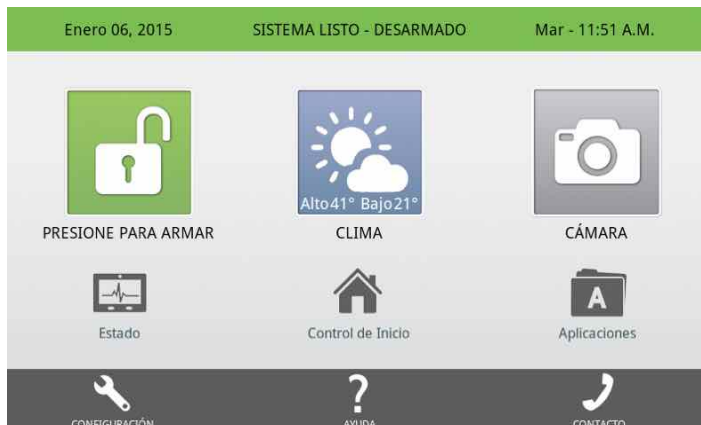 Enero 06, 2015 SISTEMA LISTO - DESARMADO Mar - 11:51 A.M.
Alto41° Bajo21°
PRESIONE PARA ARMAR CLIMA CÁMARA
A
Estado Control de Inicio Aplicaciones
?
CONFIGURACIÓN AYUDA CONTACTO